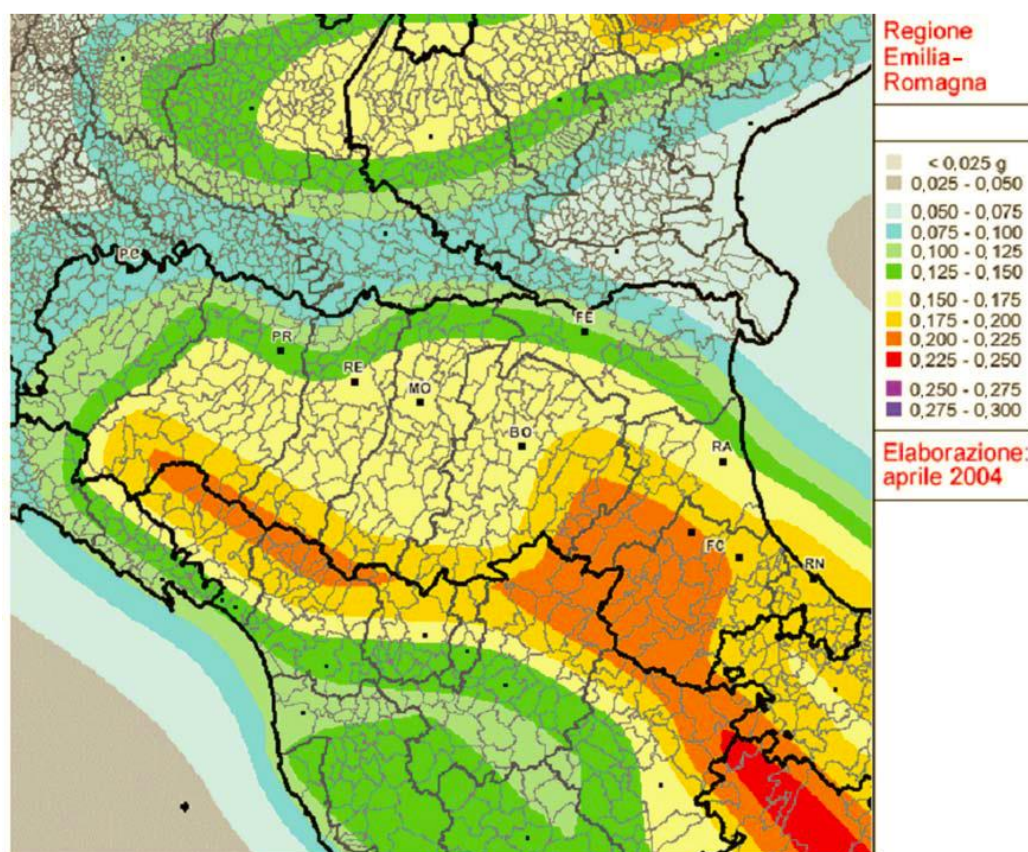 Regione
Emilia-
Romagna
< 0,025 g
0,025 - 0,050
0,050 - 0,075
0,075 - 0,100
0,100 - 0,125
0,125 - 0,150
0,150 - 0,175
0,175 - 0,200
0,200 - 0,225
0,225 - 0,250
0,250 - 0,275
0,275 - 0,300
Elaborazione:
aprile 2004
PC
PR
FE
RE
MO
BO
RA
FC
RN